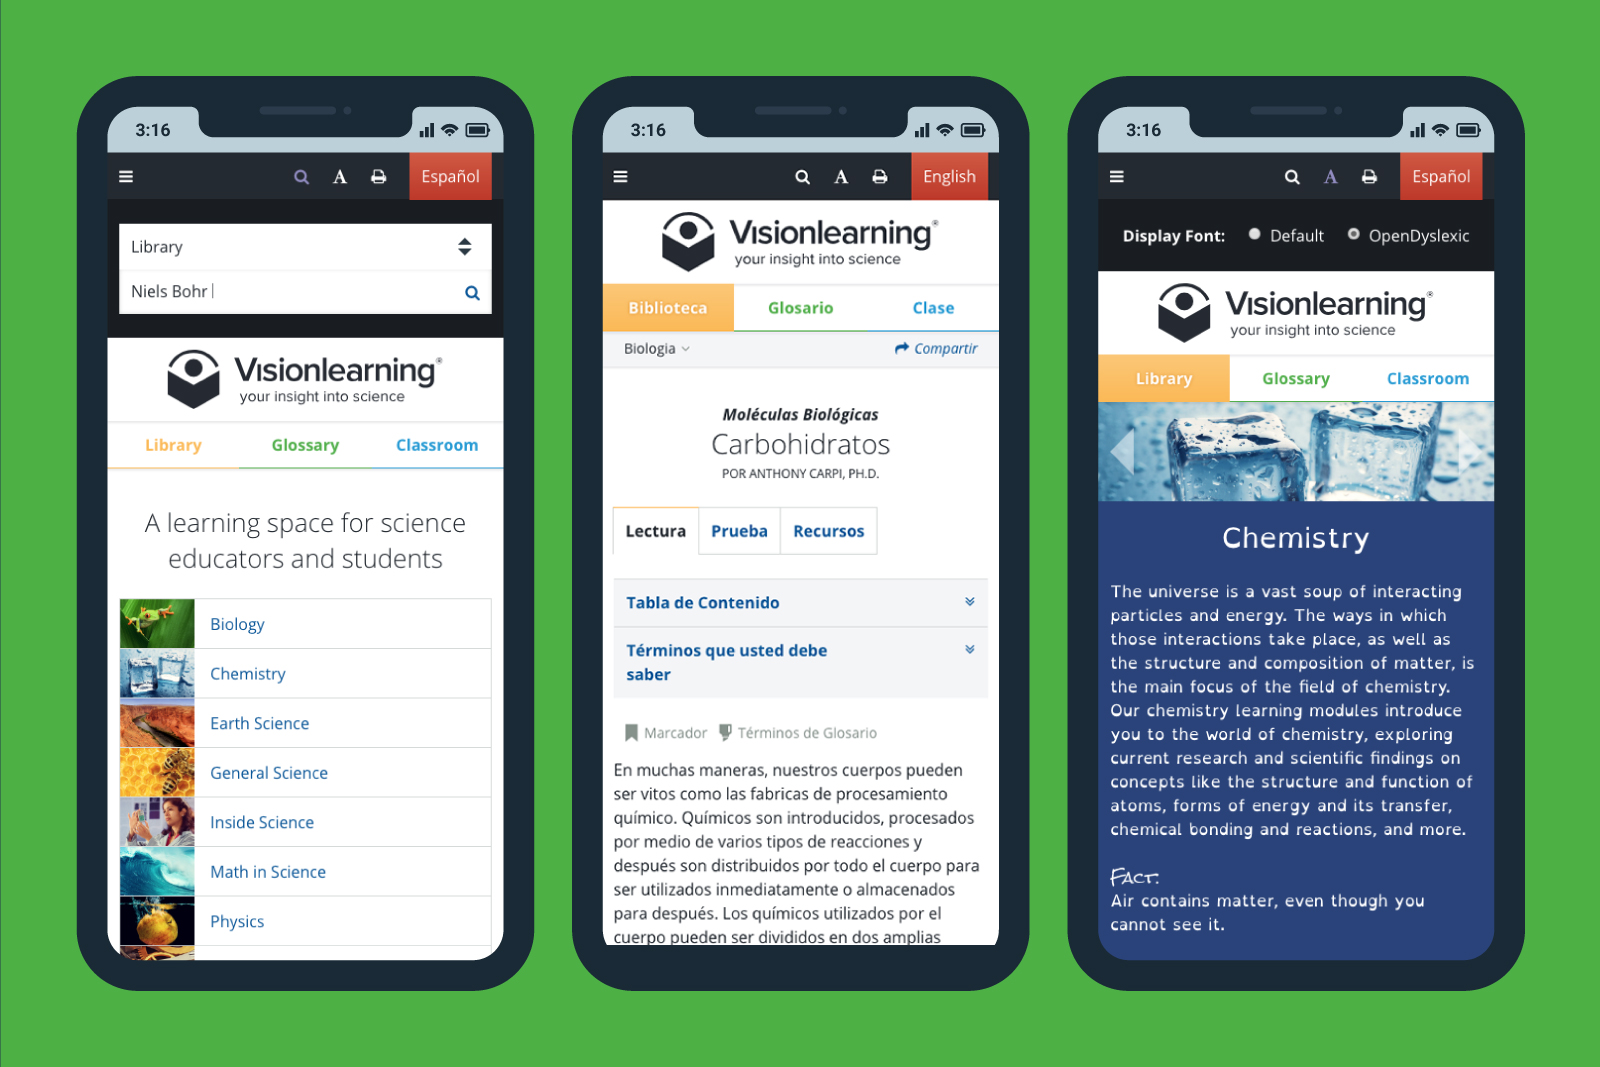 3:16
A
Español
Library
Niels Bohr
Visionlearning®
your insight into science
Library Glossary Classroom
A learning space for science
educators and students
Biology
Chemistry
Earth Science
General Science
Inside Science
Math in Science
Physics
3:16
A
English
Visionlearning®
your insight into science
Biblioteca Glosario Clase
Biologia Compartir
Moléculas Biológicas
Carbohidratos
POR ANTHONY CARPI, PH.D.
Lectura Prueba Recursos
Tabla de Contenido
Términos que usted debe
saber
Marcador Términos de Glosario
En muchas maneras, nuestros cuerpos pueden
ser vitos como las fabricas de procesamiento
químico. Químicos son introducidos, procesados
por medio de varios tipos de reacciones y
después son distribuidos por todo el cuerpo para
ser utilizados inmediatamente o almacenados
para después. Los químicos utilizados por el
cuerpo pueden ser divididos en dos amplias
3:16
A
Español
Display Font: Default OpenDyslexic
Visionlearning®
your insight into science
Library Glossary Classroom
Chemistry
The universe is a vast soup of interacting
particles and energy. The ways in which
those interactions take place, as well as
the structure and composition of matter, is
the main focus of the field of chemistry.
Our chemistry learning modules introduce
you to the world of chemistry, exploring
current research and scientific findings on
concepts like the structure and function of
atoms, forms of energy and its transfer,
chemical bonding and reactions, and more.
Fact:
Air contains matter, even though you
cannot see it.